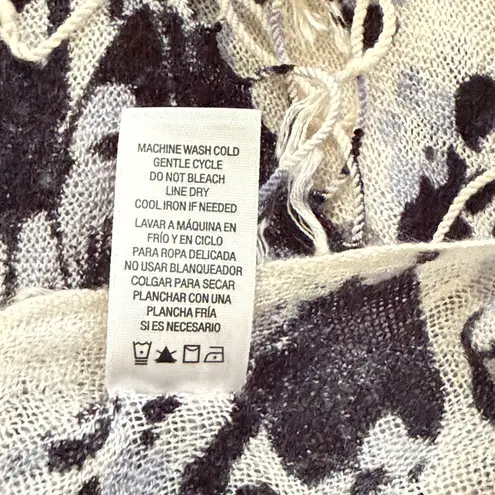 MACHINE WASH COLD
GENTLE CYCLE
DO NOT BLEACH
LINE DRY
COOL IRON IF NEEDED
LAVAR A MÁQUINA EN
FRÍO Y EN CICLO
PARA ROPA DELICADA
NO USAR BLANQUEADOR
COLGAR PARA SECAR
PLANCHAR CON UNA
PLANCHA FRÍA
SI ES NECESARIO